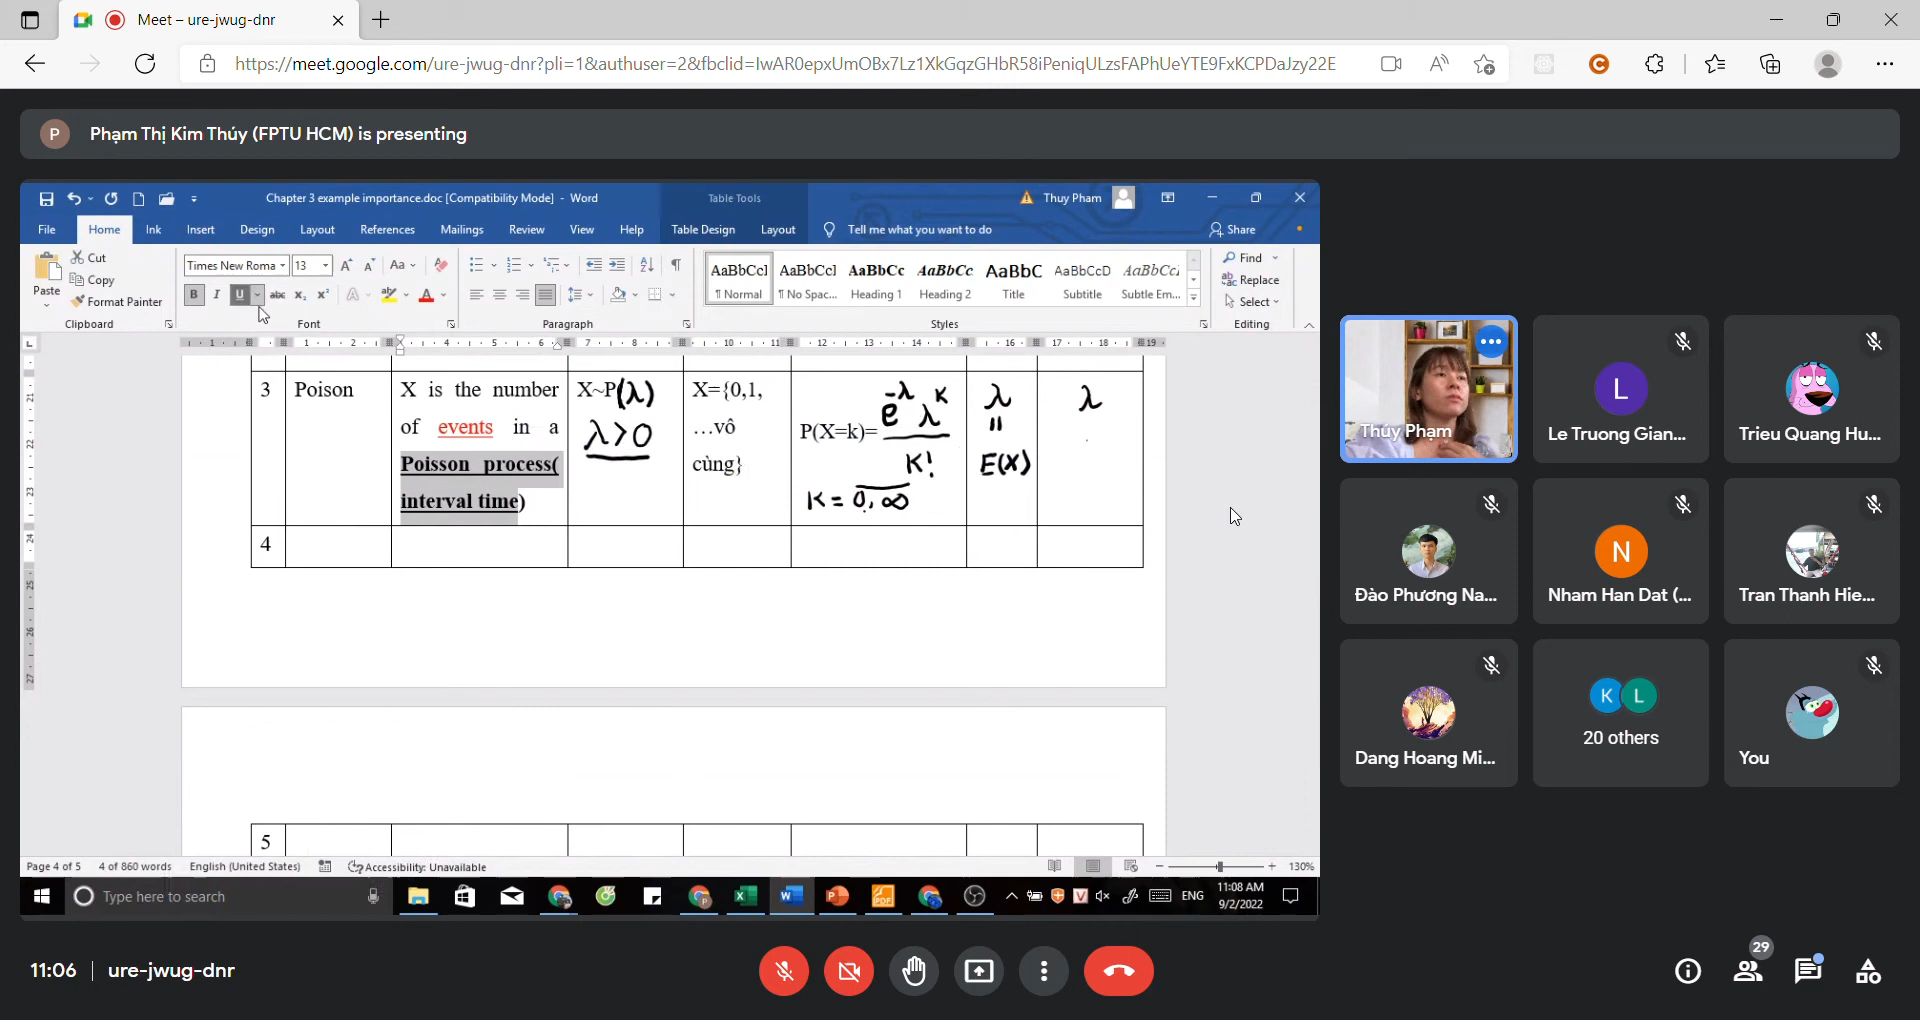 Meet – ure-jwug-dnr
https://meet.google.com/ure-jwug-dnr?pli=1&authuser=2&fbclid=IwAR0epxUmOBx7Lz1XkGqzGHbR58iPeniqULzsFAPhUeYTE9FxKCPDaJzy22E
P Phạm Thị Kim Thúy (FPTU HCM) is presenting
Chapter 3 example importance.doc [Compatibility Mode] - Word
Table Tools
Thuy Pham
File Home Ink Insert Design Layout References Mailings Review View Help Table Design Layout Tell me what you want to do Share
Paste
Cut
Copy
Format Painter
Clipboard
Times New Roma 13
Font
Paragraph
AaBbCcI AaBbCcI AaBbCc AaBbCc AaBbC AaBbCcD AaBbCcI
¶ Normal ¶ No Spac... Heading 1 Heading 2 Title Subtitle Subtle Em...
Styles
Find
Replace
Select
Editing
3 Poison
X is the number
of events in a
Poisson process(
interval time)
X~P(λ)
λ>0
X={0,1,
…vô
cùng}
P(X=k)= e^-λ λ^K
K!
K = 0,∞
λ
=
E(X)
λ
4
5
Page 4 of 5 4 of 860 words English (United States) Accessibility: Unavailable 130%
Type here to search
ENG
11:08 AM
9/2/2022
Thúy Phạm
L
Le Truong Gian...
Trieu Quang Hu...
Đào Phương Na...
N
Nham Han Dat (...
Tran Thanh Hie...
Dang Hoang Mi...
K L
20 others
You
11:06 | ure-jwug-dnr
29